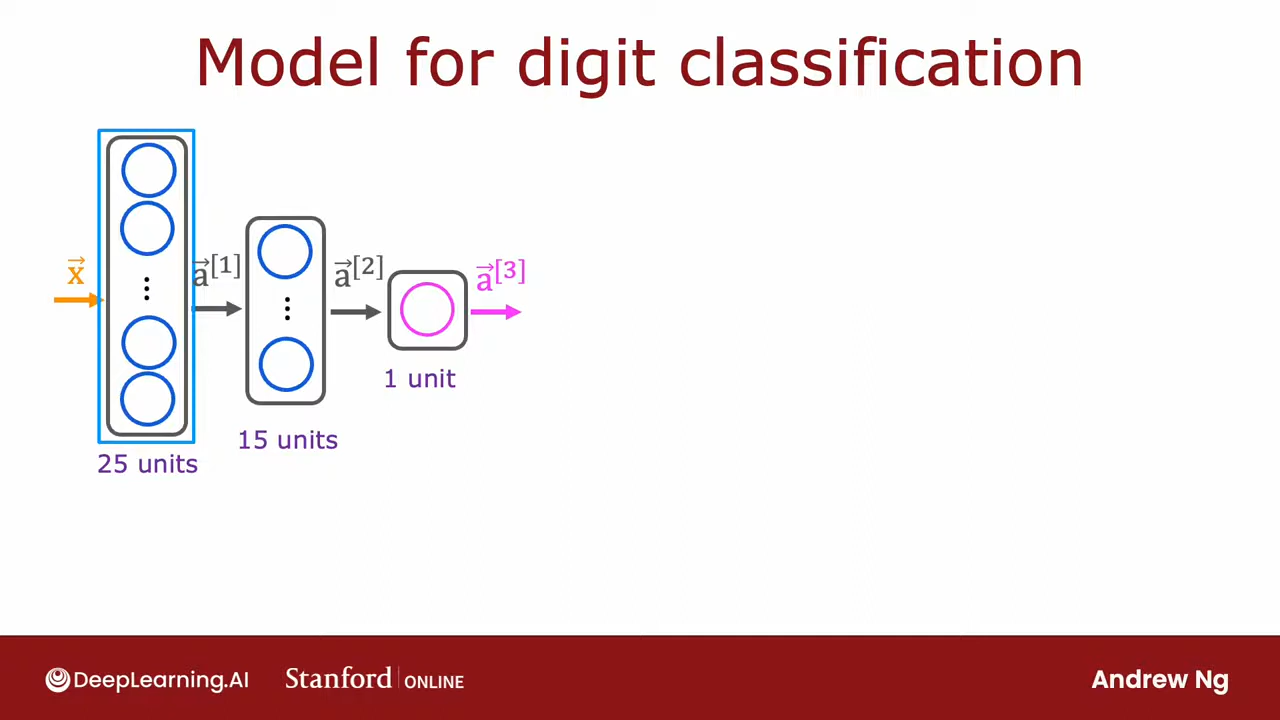 Model for digit classification
x⃗
a⃗[1]
a⃗[2]
a⃗[3]
1 unit
15 units
25 units
DeepLearning.AI
Stanford | ONLINE
Andrew Ng